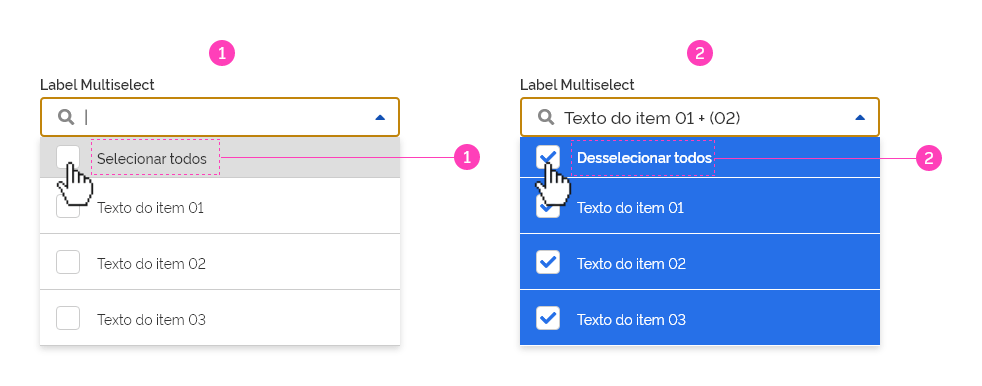 1
Label Multiselect
Selecionar todos
1
Texto do item 01
Texto do item 02
Texto do item 03
2
Label Multiselect
Texto do item 01 + (02)
Desselecionar todos
2
Texto do item 01
Texto do item 02
Texto do item 03